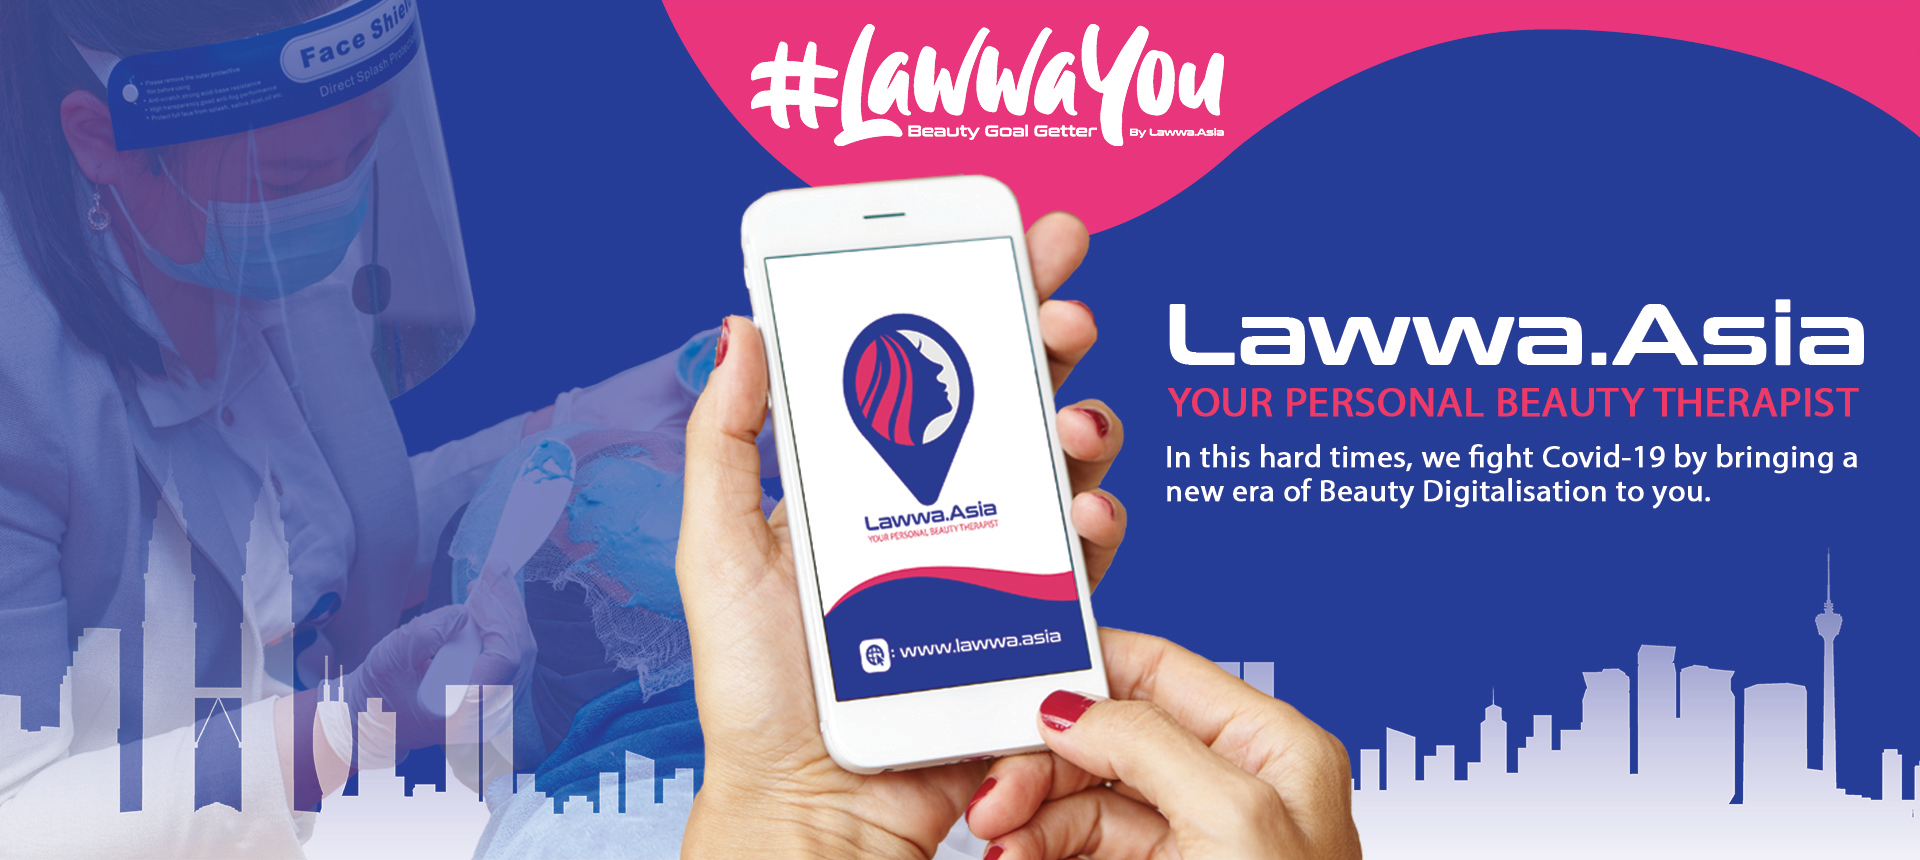 #LawwaYou
Beauty Goal Getter By Lawwa.Asia
Face Shield
Direct Splash Protection
Lawwa.Asia
YOUR PERSONAL BEAUTY THERAPIST
In this hard times, we fight Covid-19 by bringing a
new era of Beauty Digitalisation to you.
Lawwa.Asia
YOUR PERSONAL BEAUTY THERAPIST
: www.lawwa.asia